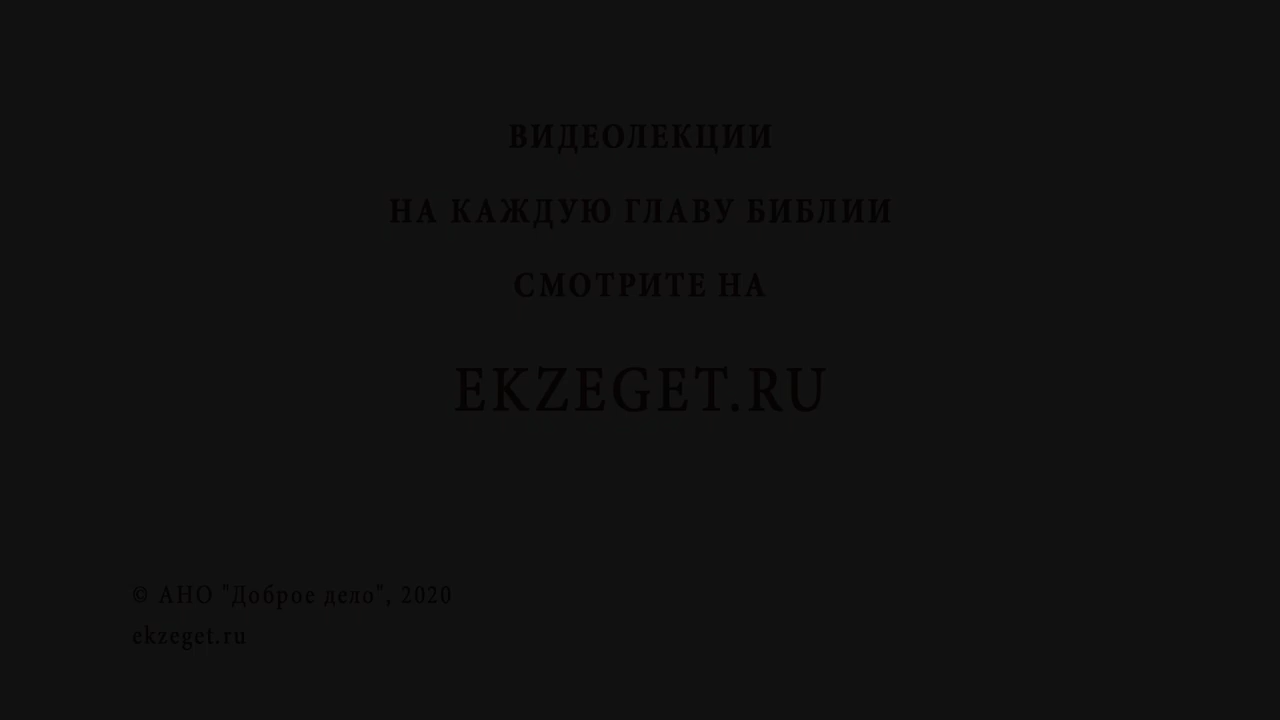 ВИДЕОЛЕКЦИИ
НА КАЖДУЮ ГЛАВУ БИБЛИИ
СМОТРИТЕ НА
EKZEGET.RU
© АНО "Доброе дело", 2020
ekzeget.ru